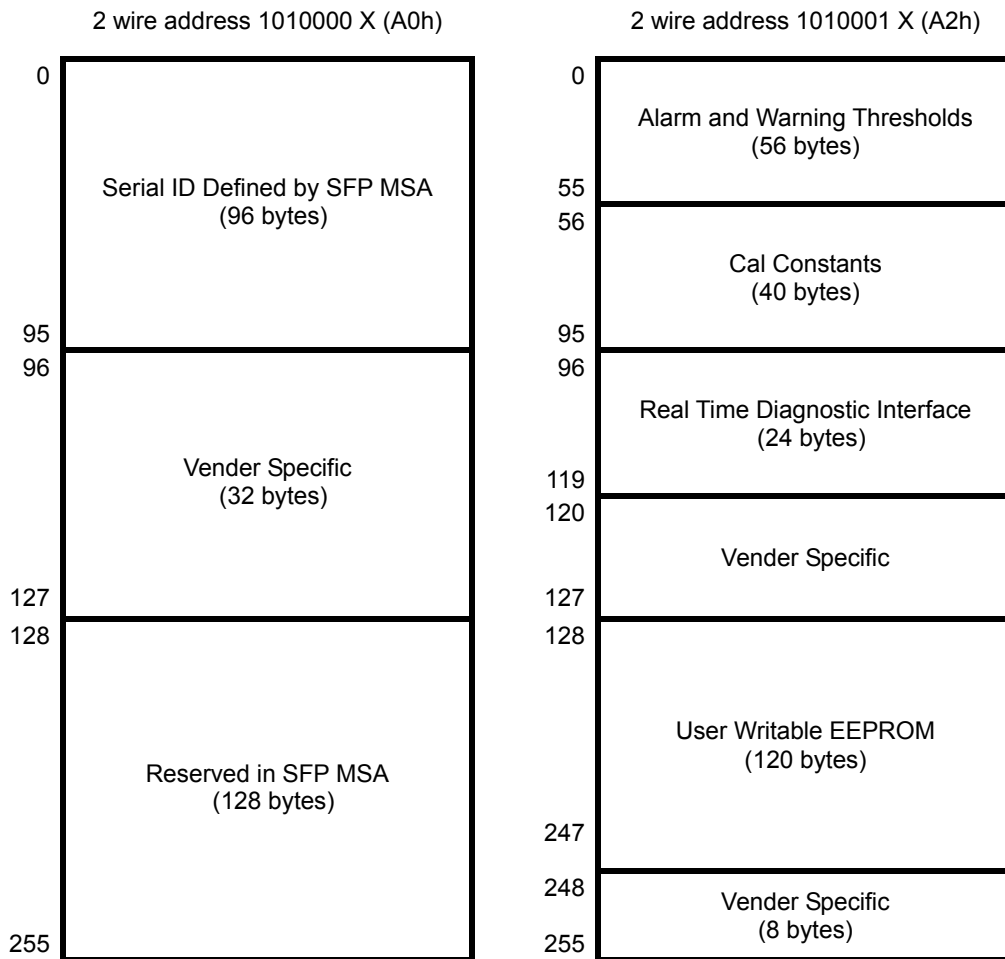 2 wire address 1010000 X (A0h)
0
Serial ID Defined by SFP MSA
(96 bytes)
95
96
Vender Specific
(32 bytes)
127
128
Reserved in SFP MSA
(128 bytes)
255
2 wire address 1010001 X (A2h)
0
Alarm and Warning Thresholds
(56 bytes)
55
56
Cal Constants
(40 bytes)
95
96
Real Time Diagnostic Interface
(24 bytes)
119
120
Vender Specific
127
128
User Writable EEPROM
(120 bytes)
247
248
Vender Specific
(8 bytes)
255